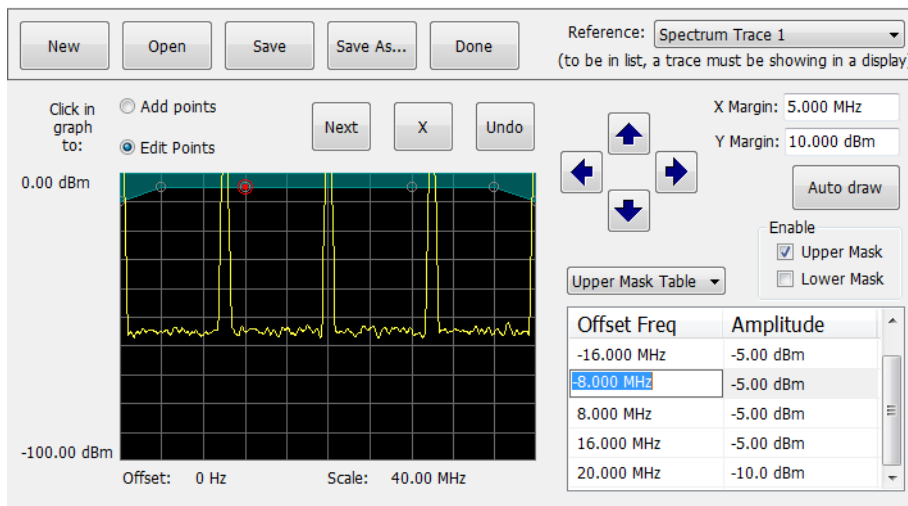 New Open Save Save As... Done Reference: Spectrum Trace 1
(to be in list, a trace must be showing in a display)
Click in graph to:
Add points
Edit Points
Next X Undo
X Margin: 5.000 MHz
Y Margin: 10.000 dBm
Auto draw
Enable
Upper Mask
Lower Mask
0.00 dBm
-100.00 dBm
Offset: 0 Hz Scale: 40.00 MHz
Upper Mask Table
Offset Freq Amplitude
-16.000 MHz -5.00 dBm
-8.000 MHz -5.00 dBm
8.000 MHz -5.00 dBm
16.000 MHz -5.00 dBm
20.000 MHz -10.0 dBm